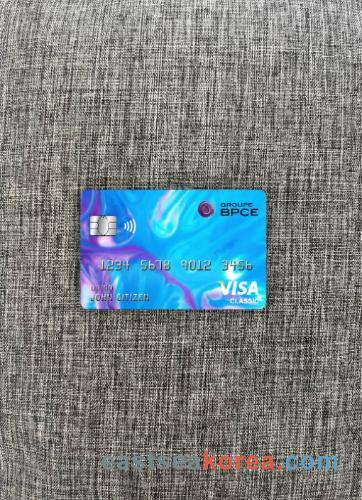 GROUPE
BPCE
1234 5678 9012 3456
JOHN CITIZEN
VISA
CLASSIC
eastseakorea.com